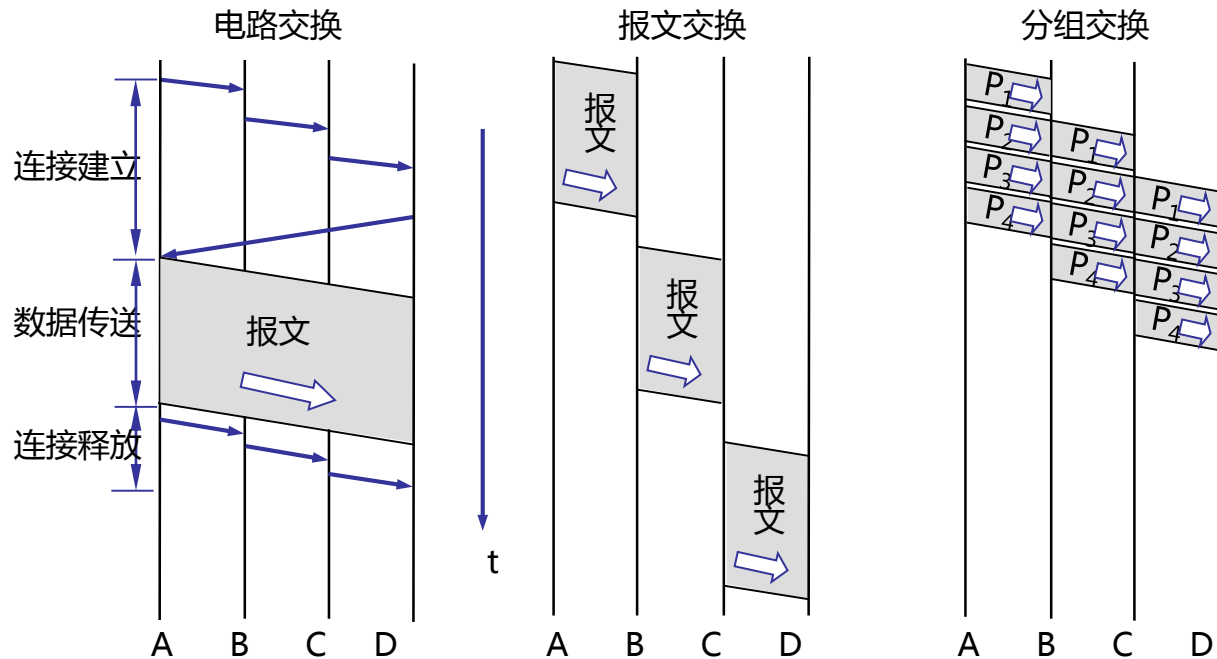 电路交换
报文交换
分组交换
连接建立
数据传送
连接释放
报文
t
A B C D
报
文
报
文
报
文
A B C D
P1
P2
P3
P4
P1
P2
P3
P4
P1
P2
P3
P4
A B C D